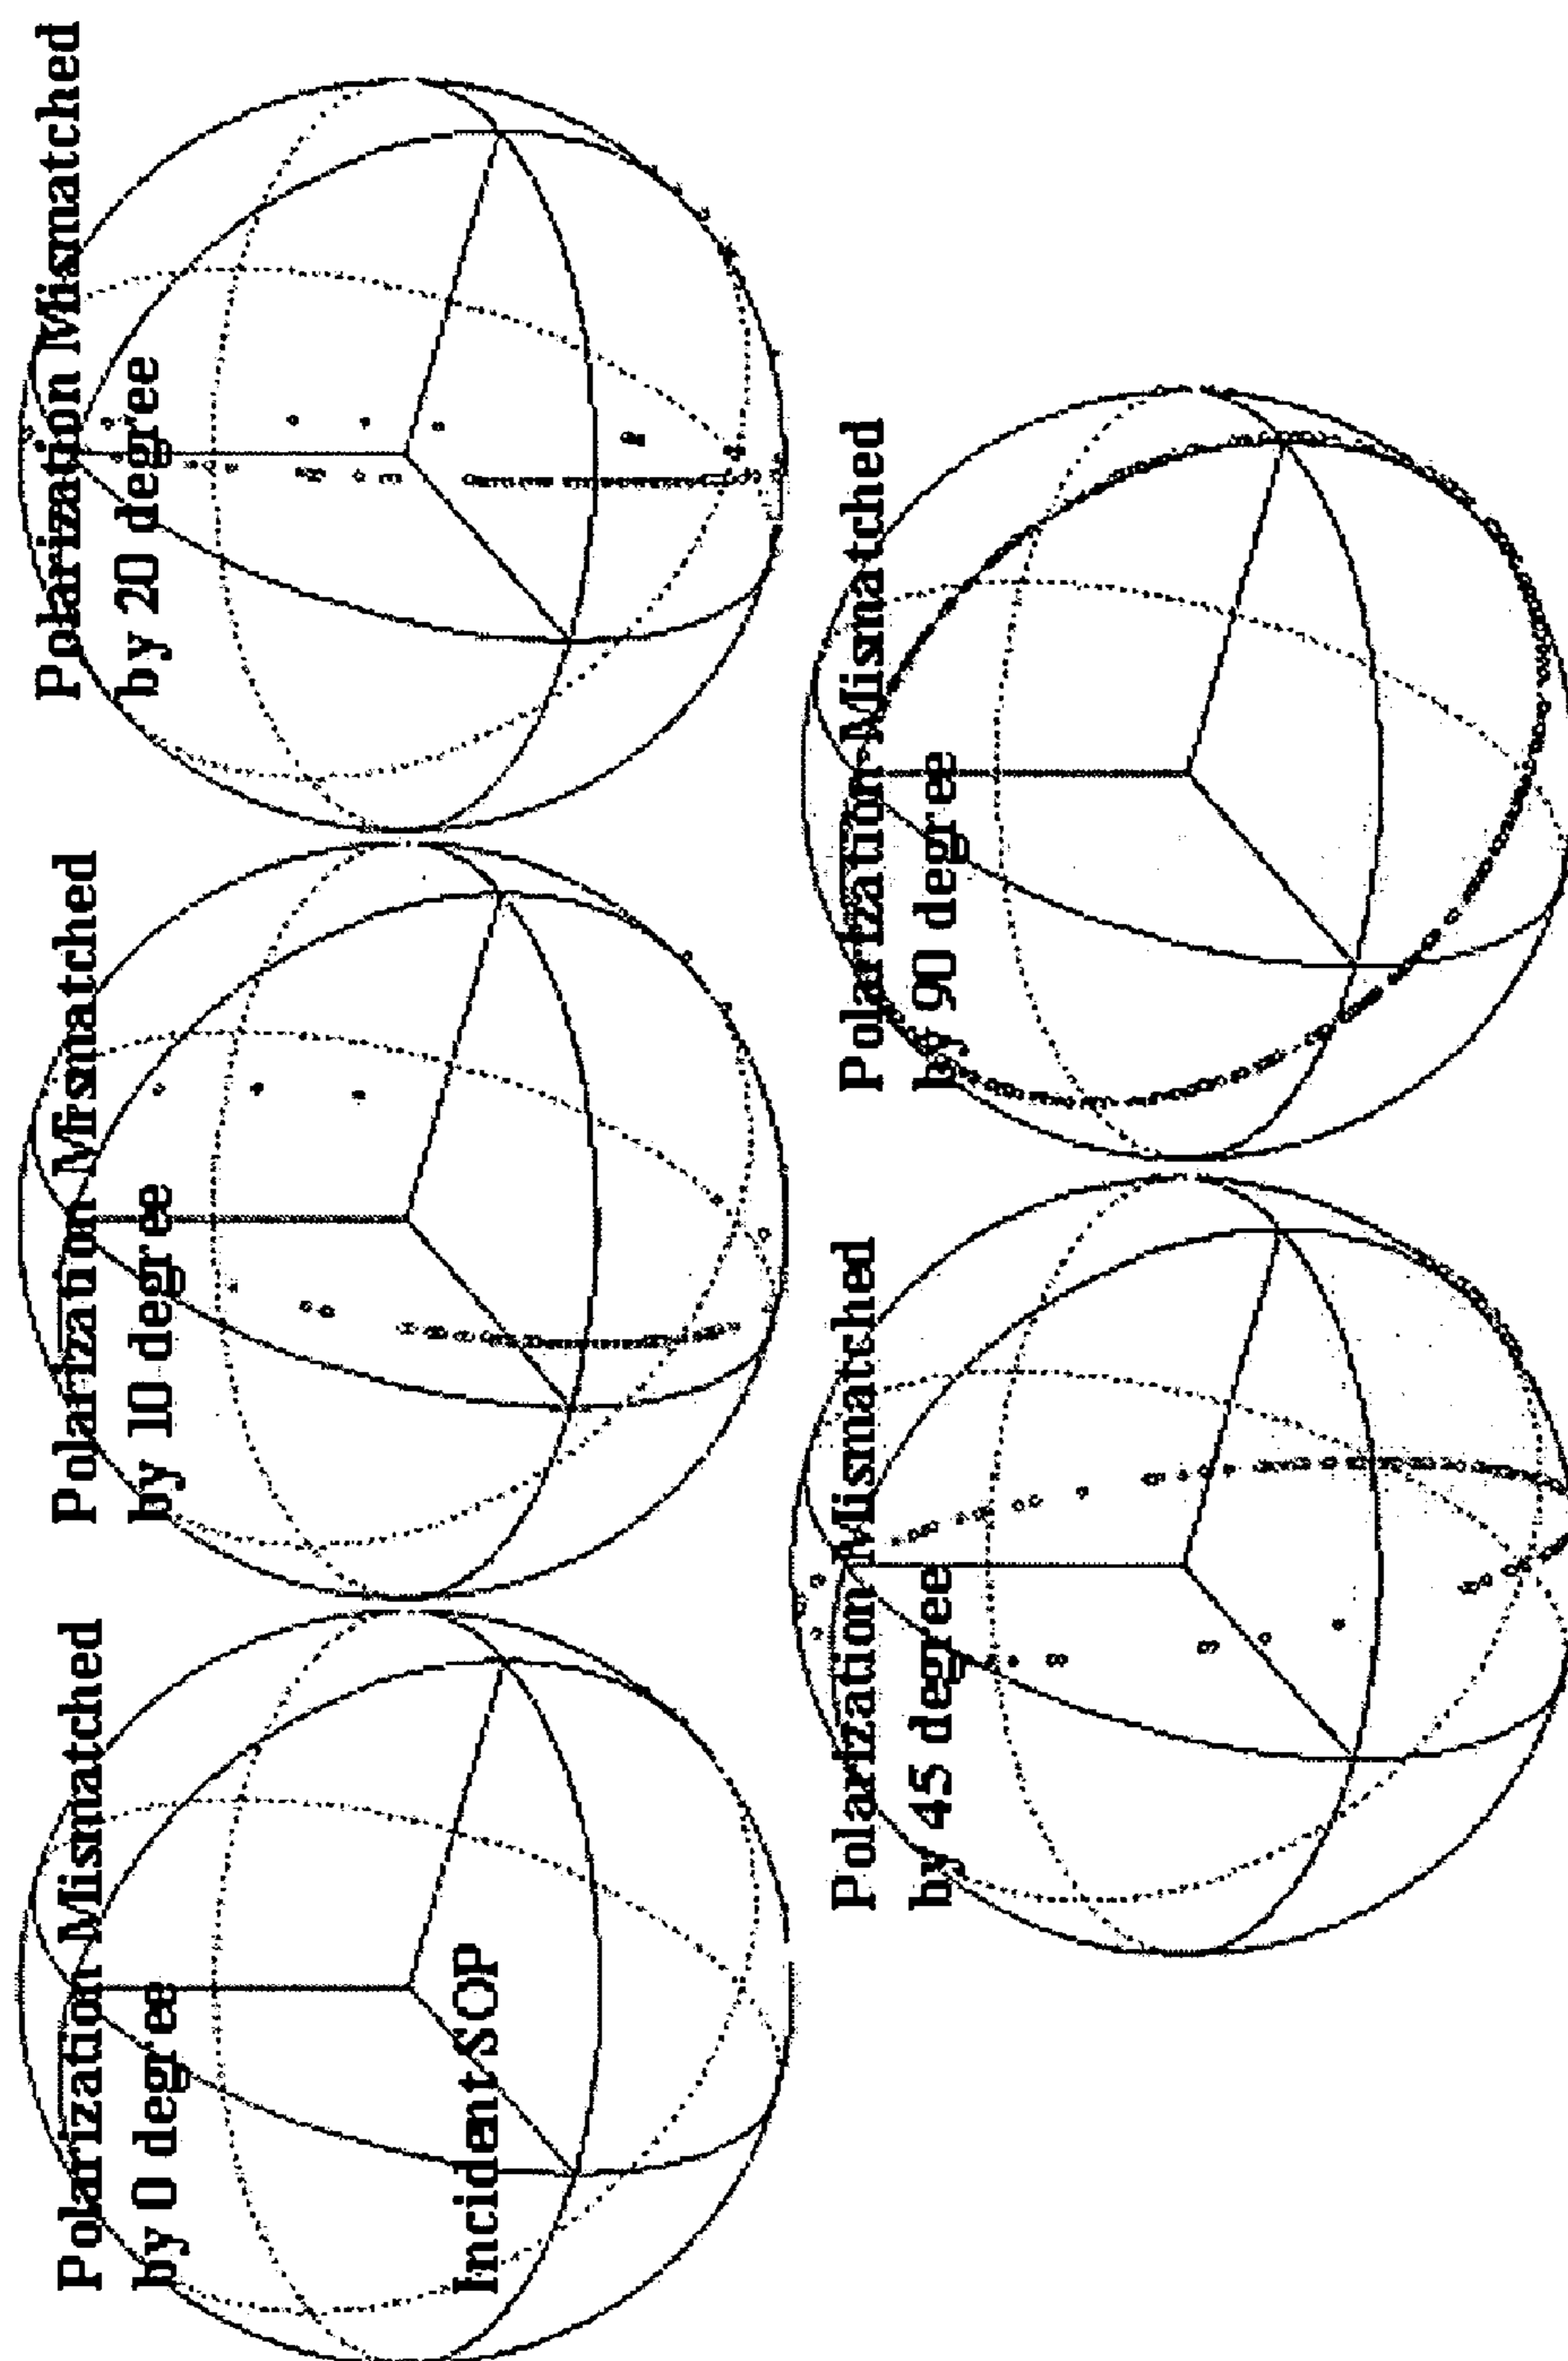 Polarization Mismatched
by 0 degree
Incident SOP
Polarization Mismatched
by 10 degree
Polarization Mismatched
by 20 degree
Polarization Mismatched
by 45 degree
Polarization Mismatched
by 90 degree